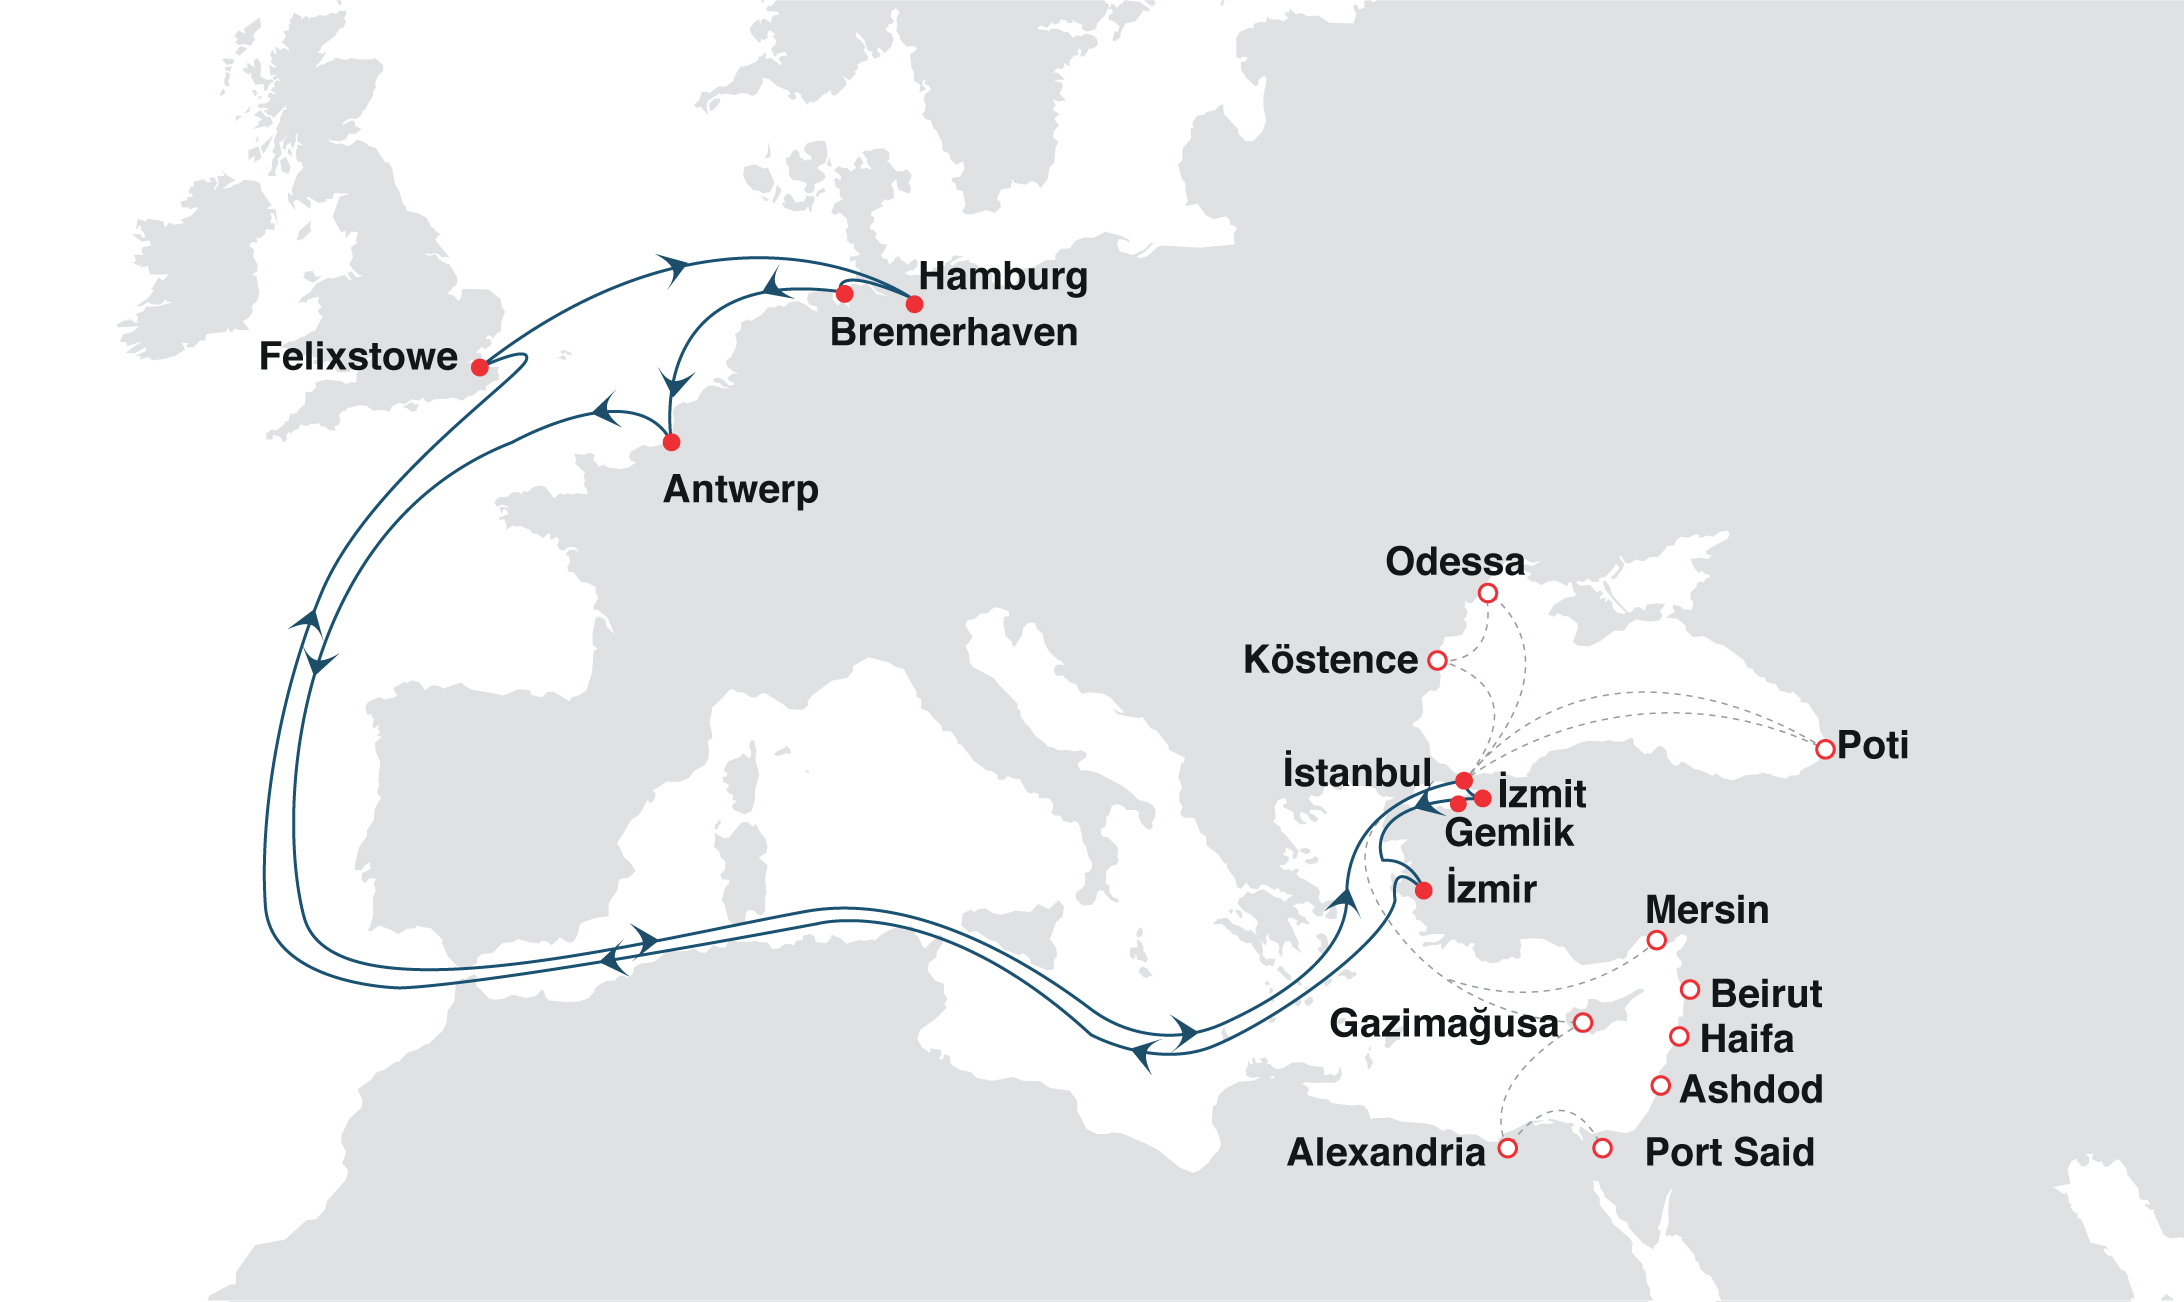 Hamburg
Bremerhaven
Felixstowe
Antwerp
Odessa
Köstence
Poti
İstanbul
İzmit
Gemlik
İzmir
Mersin
Beirut
Gazimağusa
Haifa
Ashdod
Alexandria
Port Said